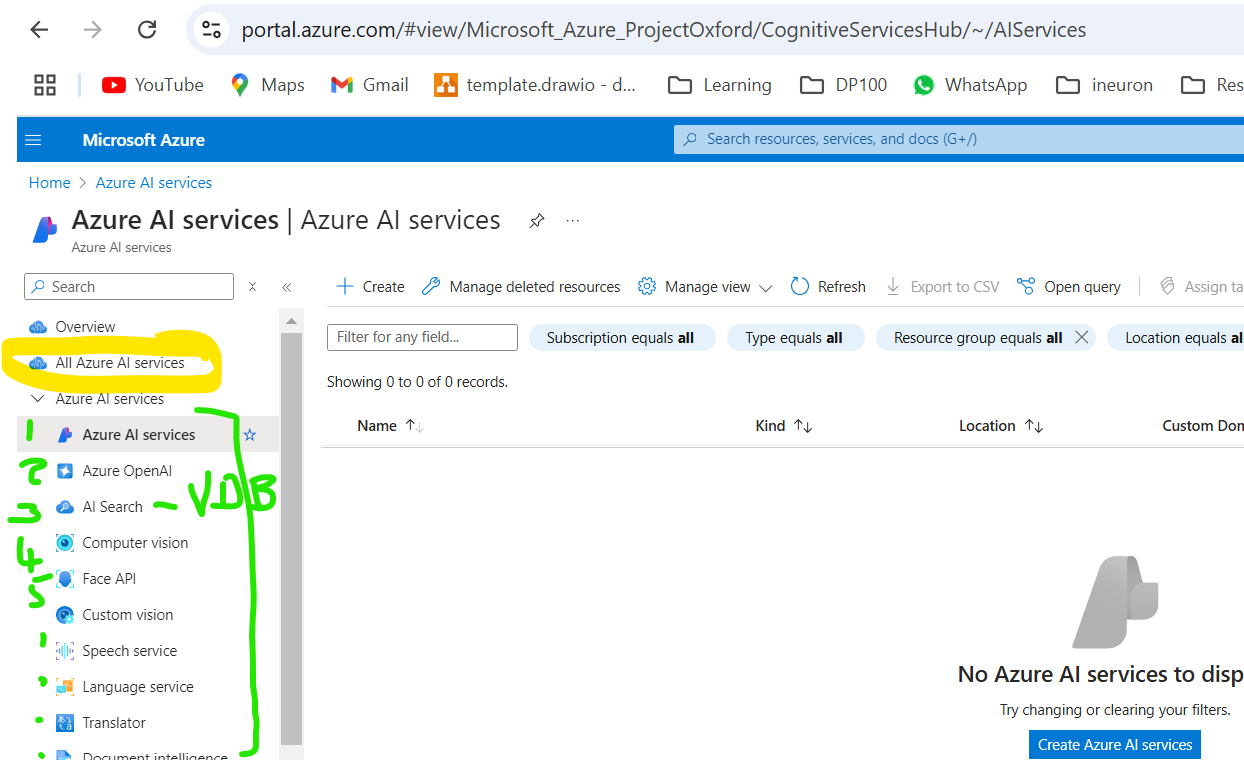 portal.azure.com/#view/Microsoft_Azure_ProjectOxford/CognitiveServicesHub/~/AIServices
YouTube Maps Gmail template.drawio - d... Learning DP100 WhatsApp ineuron Res
Microsoft Azure Search resources, services, and docs (G+/)
Home > Azure AI services
Azure AI services | Azure AI services ...
Azure AI services
Search
Create Manage deleted resources Manage view Refresh Export to CSV Open query Assign ta
Overview
Filter for any field... Subscription equals all Type equals all Resource group equals all Location equals al
All Azure AI services
Showing 0 to 0 of 0 records.
Azure AI services
Name Kind Location Custom Don
1 Azure AI services
2 Azure OpenAI
3 AI Search - VDB
4 Computer vision
5 Face API
Custom vision
Speech service
Language service
No Azure AI services to disp
Try changing or clearing your filters.
Translator
Create Azure AI services
Document intelligence